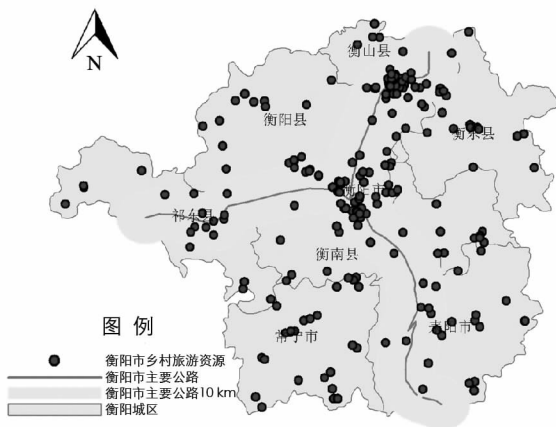 衡山县
衡阳县
衡东县
衡阳市
祁东县
衡南县
常宁市
耒阳市
N
图例
衡阳市乡村旅游资源
衡阳市主要公路
衡阳市主要公路10 km
衡阳城区